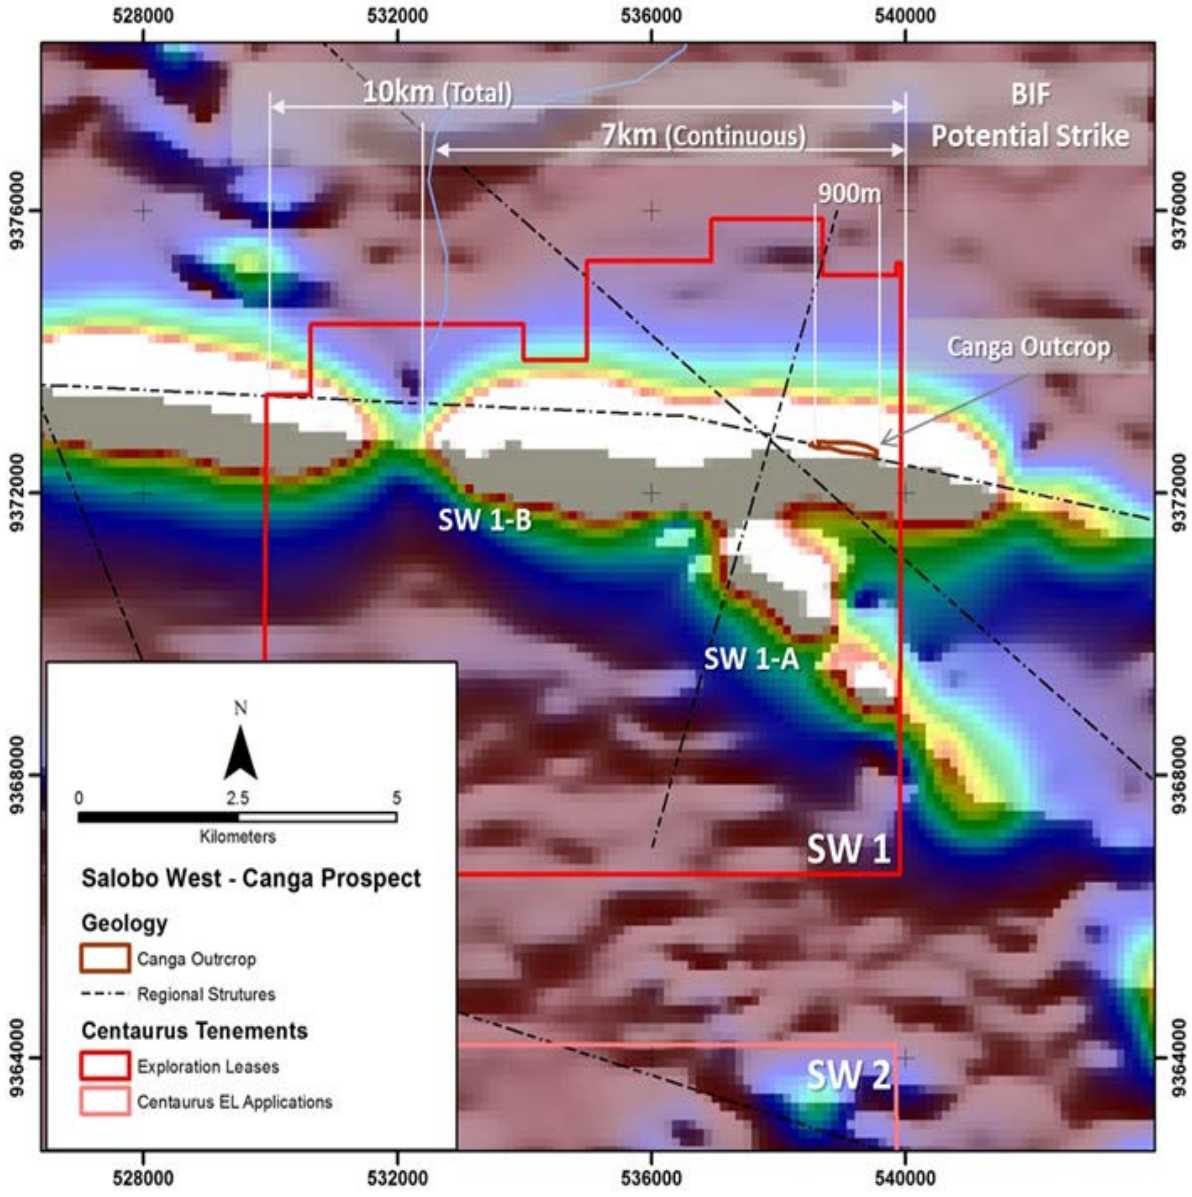 528000 532000 536000 540000
10km (Total)
BIF
Potential Strike
7km (Continuous)
900m
9376000
9376000
Canga Outcrop
9372000
9372000
SW 1-B
SW 1-A
9368000
9368000
SW 1
N
0 2.5 5
Kilometers
Salobo West - Canga Prospect
Geology
Canga Outcrop
Regional Strutures
Centaurus Tenements
Exploration Leases
Centaurus EL Applications
9364000
9364000
SW 2
528000 532000 536000 540000